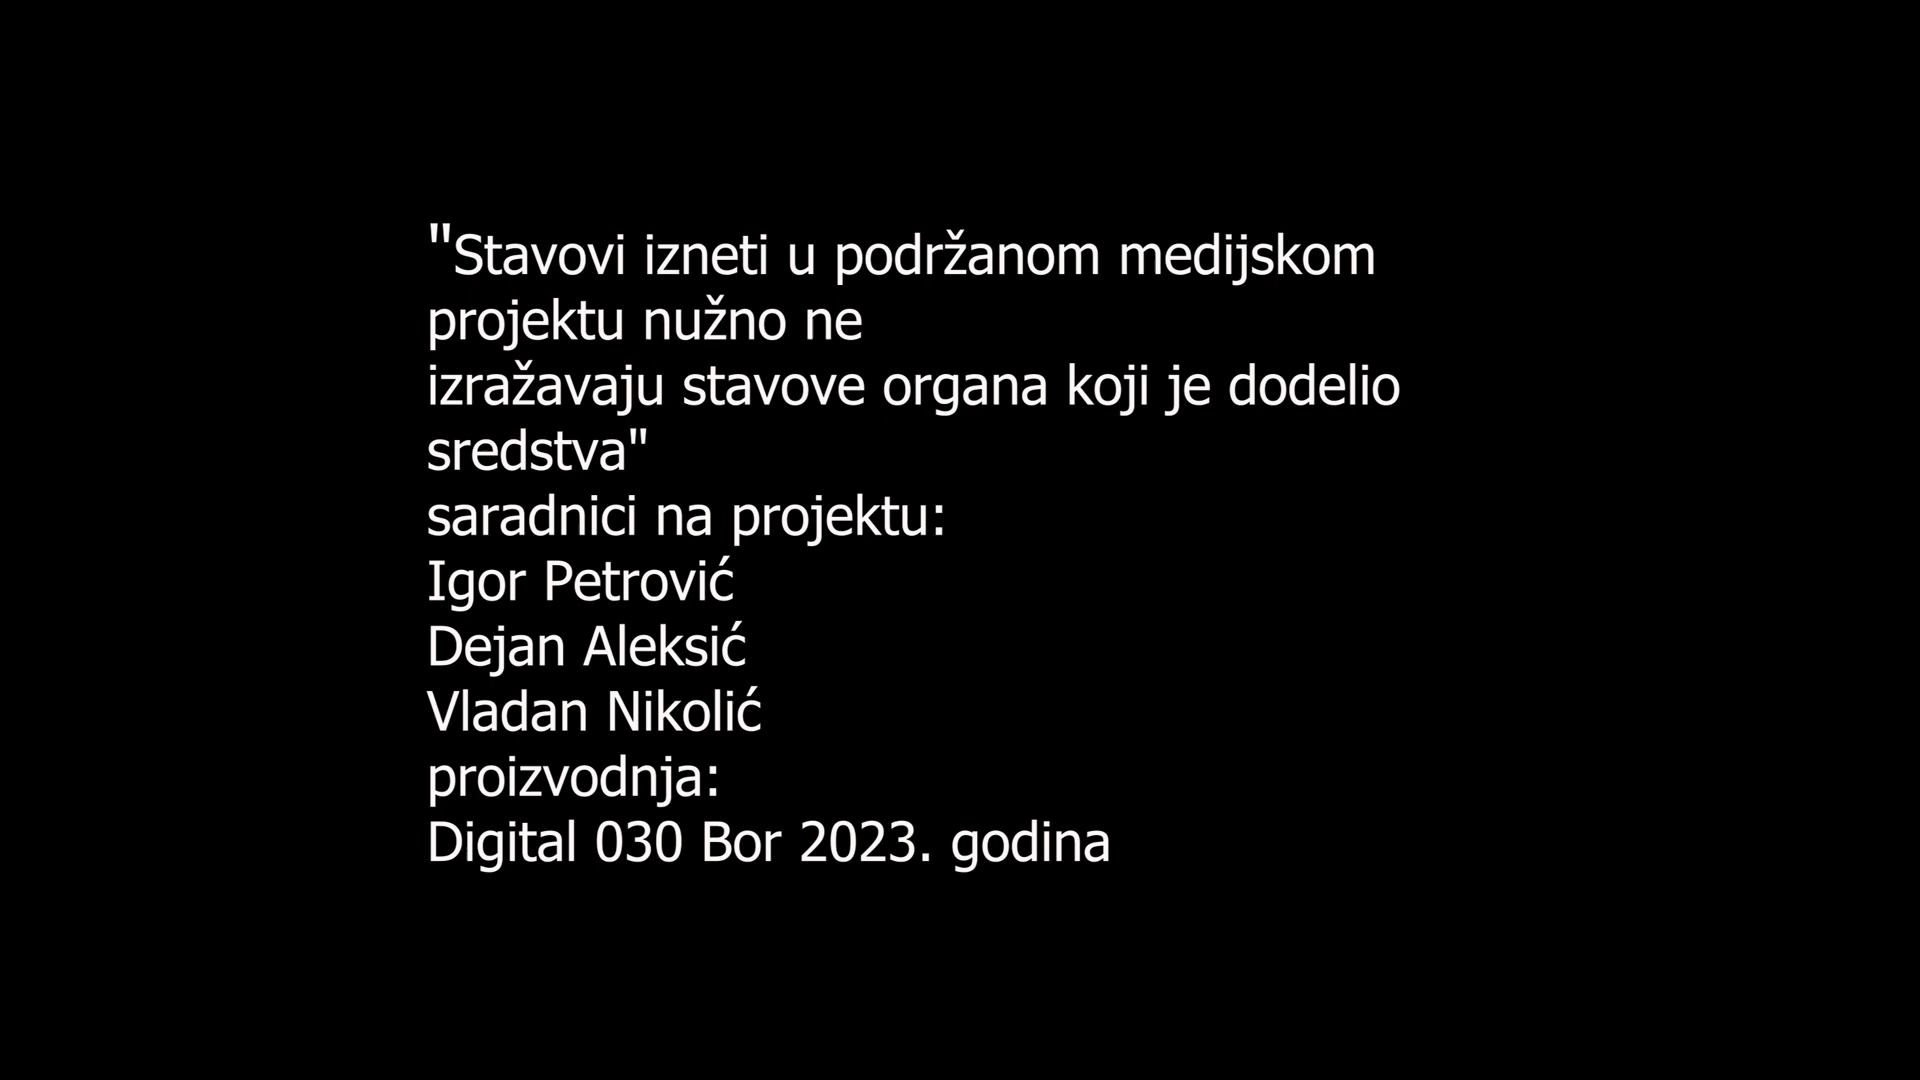 "Stavovi izneti u podržanom medijskom
projektu nužno ne
izražavaju stavove organa koji je dodelio
sredstva"
saradnici na projektu:
Igor Petrović
Dejan Aleksić
Vladan Nikolić
proizvodnja:
Digital 030 Bor 2023. godina